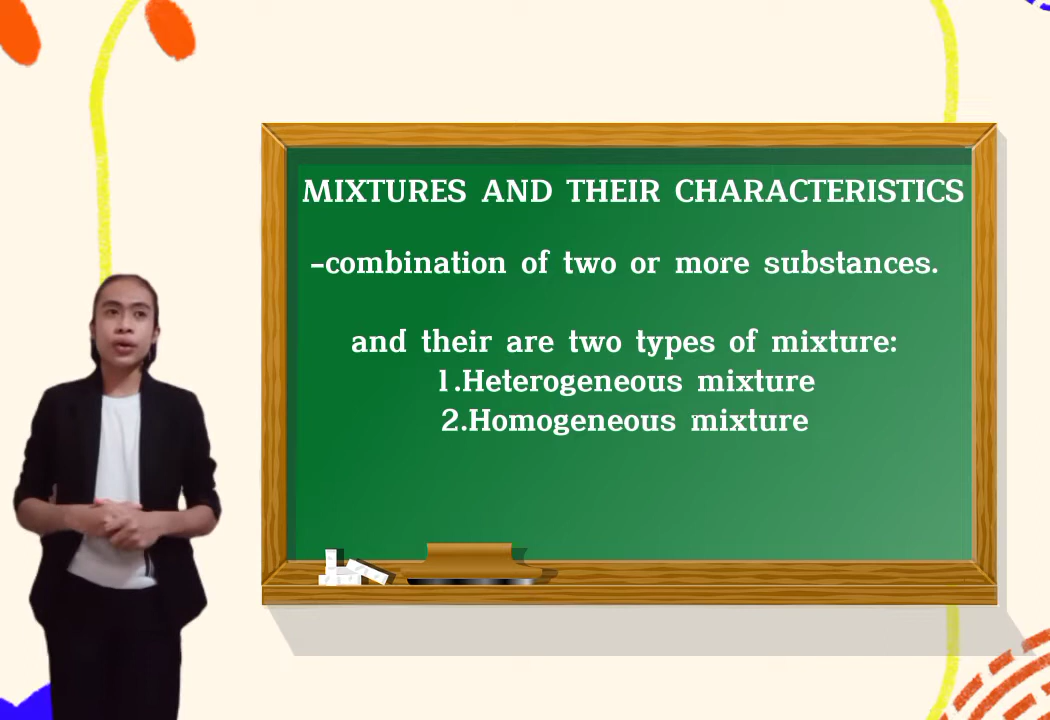 MIXTURES AND THEIR CHARACTERISTICS
-combination of two or more substances.
and their are two types of mixture:
1.Heterogeneous mixture
2.Homogeneous mixture